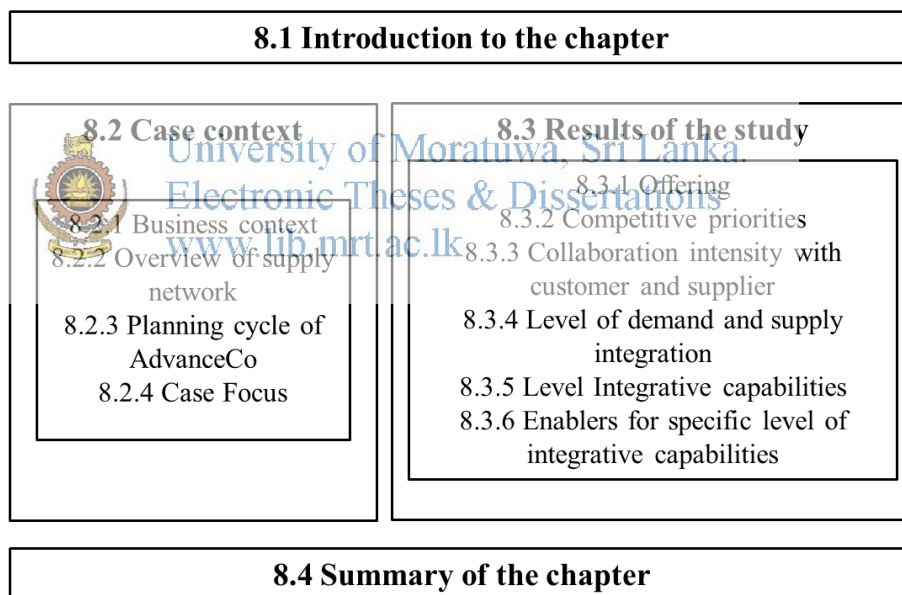 8.1 Introduction to the chapter
8.2 Case context
8.2.1 Business context
8.2.2 Overview of supply
network
8.2.3 Planning cycle of
AdvanceCo
8.2.4 Case Focus
8.3 Results of the study
8.3.1 Offering
8.3.2 Competitive priorities
8.3.3 Collaboration intensity with
customer and supplier
8.3.4 Level of demand and supply
integration
8.3.5 Level Integrative capabilities
8.3.6 Enablers for specific level of
integrative capabilities
University of Moratuwa, Sri Lanka.
Electronic Theses & Dissertations
www.lib.mrt.ac.lk
8.4 Summary of the chapter